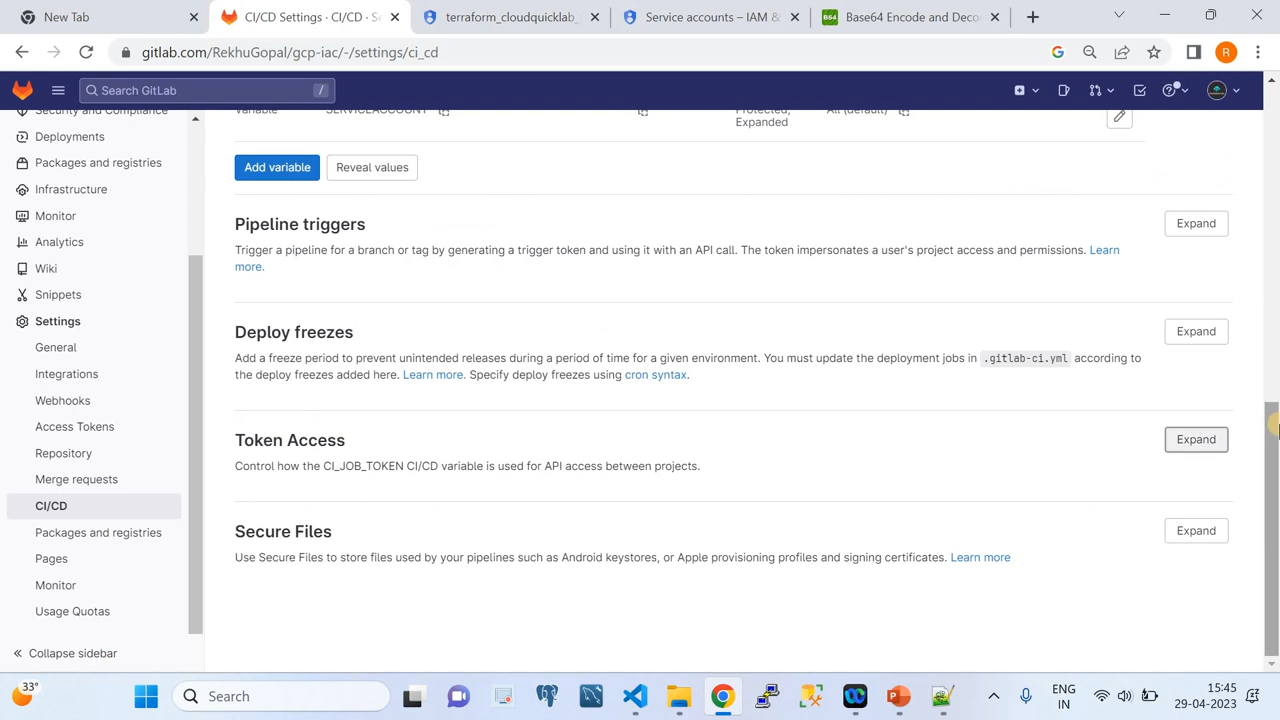 New Tab
CI/CD Settings · CI/CD · S
terraform_cloudquicklab_
Service accounts – IAM &
B64
Base64 Encode and Deco
gitlab.com/RekhuGopal/gcp-iac/-/settings/ci_cd
R
Search GitLab
/
Security and Compliance
Deployments
Packages and registries
Infrastructure
Monitor
Analytics
Wiki
Snippets
Settings
General
Integrations
Webhooks
Access Tokens
Repository
Merge requests
CI/CD
Packages and registries
Pages
Monitor
Usage Quotas
Collapse sidebar
Variable SERVICEACCOUNT Protected, All (default)
Expanded
Add variable
Reveal values
Pipeline triggers
Expand
Trigger a pipeline for a branch or tag by generating a trigger token and using it with an API call. The token impersonates a user's project access and permissions. Learn
more.
Deploy freezes
Expand
Add a freeze period to prevent unintended releases during a period of time for a given environment. You must update the deployment jobs in .gitlab-ci.yml according to
the deploy freezes added here. Learn more. Specify deploy freezes using cron syntax.
Token Access
Expand
Control how the CI_JOB_TOKEN CI/CD variable is used for API access between projects.
Secure Files
Expand
Use Secure Files to store files used by your pipelines such as Android keystores, or Apple provisioning profiles and signing certificates. Learn more
33°
Search
ENG
IN
15:45
29-04-2023